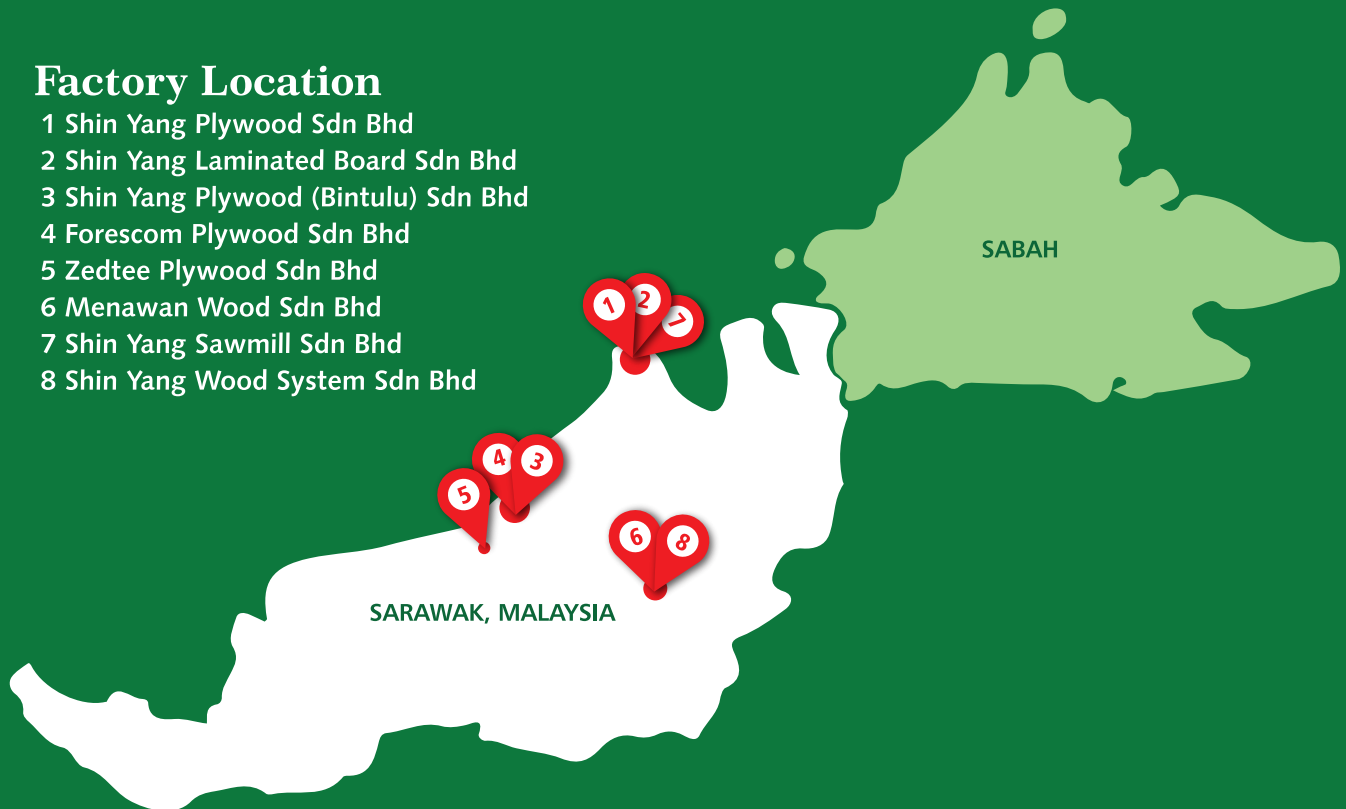 Factory Location
1 Shin Yang Plywood Sdn Bhd
2 Shin Yang Laminated Board Sdn Bhd
3 Shin Yang Plywood (Bintulu) Sdn Bhd
4 Forescom Plywood Sdn Bhd
5 Zedtee Plywood Sdn Bhd
6 Menawan Wood Sdn Bhd
7 Shin Yang Sawmill Sdn Bhd
8 Shin Yang Wood System Sdn Bhd
SABAH
1
2
7
4
3
5
6
8
SARAWAK, MALAYSIA